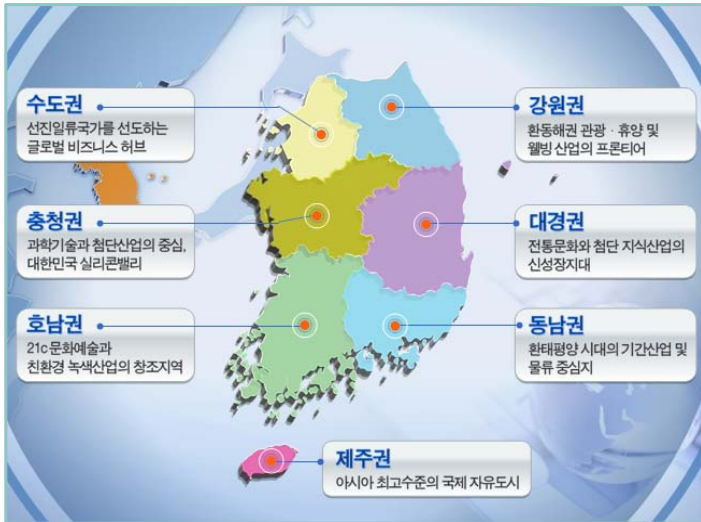 수도권
선진일류국가를 선도하는
글로벌 비즈니스 허브
강원권
환동해권 관광 · 휴양 및
웰빙 산업의 프론티어
충청권
과학기술과 첨단산업의 중심,
대한민국 실리콘밸리
대경권
전통문화와 첨단 지식산업의
신성장지대
호남권
21c 문화예술과
친환경 녹색산업의 창조지역
동남권
환태평양 시대의 기간산업 및
물류 중심지
제주권
아시아 최고수준의 국제 자유도시